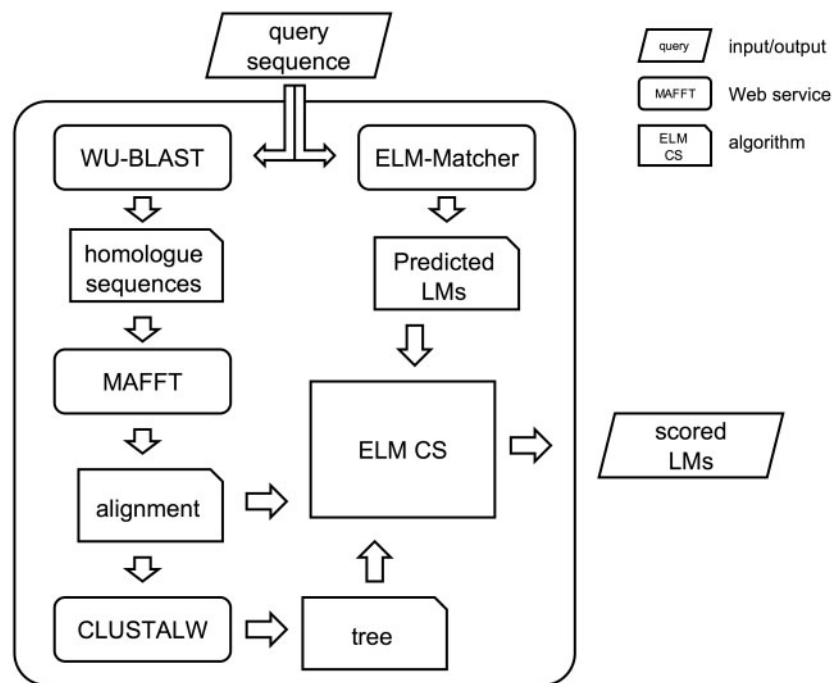 query
sequence
query
input/output
MAFFT
Web service
ELM
CS
algorithm
WU-BLAST
ELM-Matcher
homologue
sequences
Predicted
LMs
MAFFT
ELM CS
scored
LMs
alignment
CLUSTALW
tree